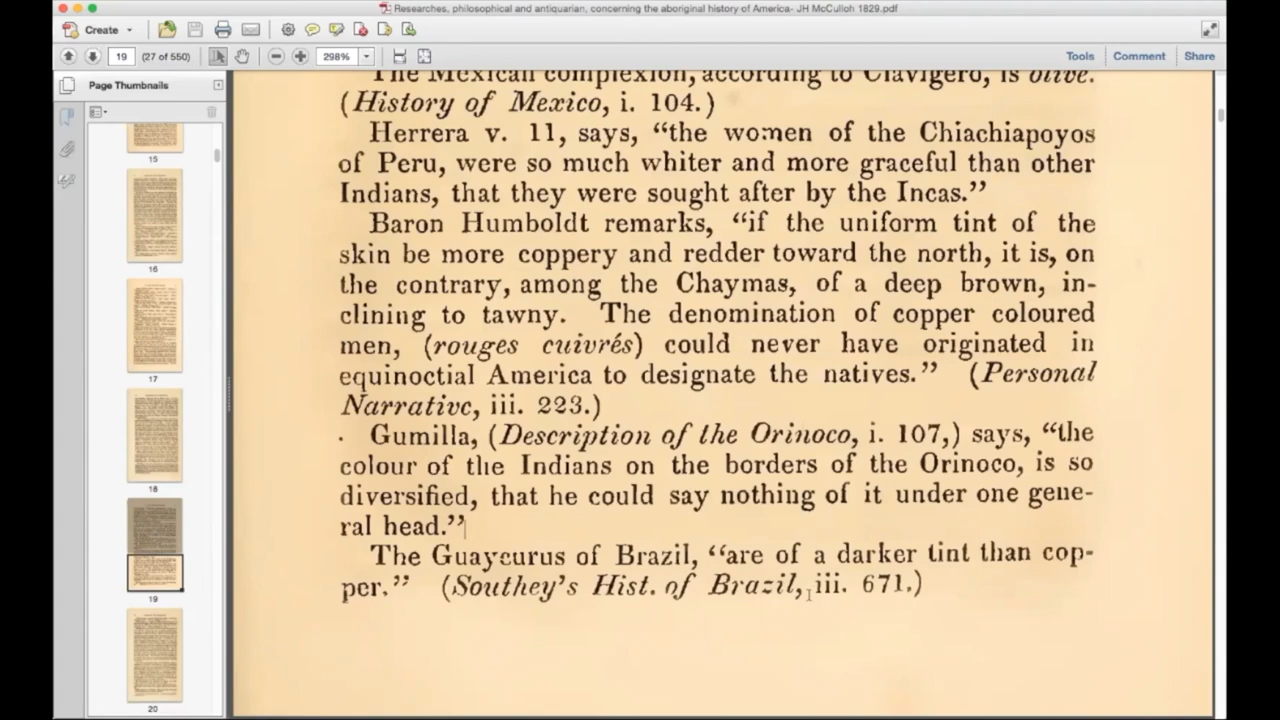 Researches, philosophical and antiquarian, concerning the aboriginal history of America- JH McCulloh 1829.pdf
Create
19 (27 of 550) 298% Tools Comment Share
Page Thumbnails
15
16
17
18
19
20
The Mexican complexion, according to Clavigero, is olive.
(History of Mexico, i. 104.)
Herrera v. 11, says, “the women of the Chiachiapoyos
of Peru, were so much whiter and more graceful than other
Indians, that they were sought after by the Incas.”
Baron Humboldt remarks, “if the uniform tint of the
skin be more coppery and redder toward the north, it is, on
the contrary, among the Chaymas, of a deep brown, in-
clining to tawny. The denomination of copper coloured
men, (rouges cuivrés) could never have originated in
equinoctial America to designate the natives.” (Personal
Narrative, iii. 223.)
Gumilla, (Description of the Orinoco, i. 107,) says, “the
colour of the Indians on the borders of the Orinoco, is so
diversified, that he could say nothing of it under one gene-
ral head.”
The Guaycurus of Brazil, “are of a darker tint than cop-
per.” (Southey's Hist. of Brazil, iii. 671.)